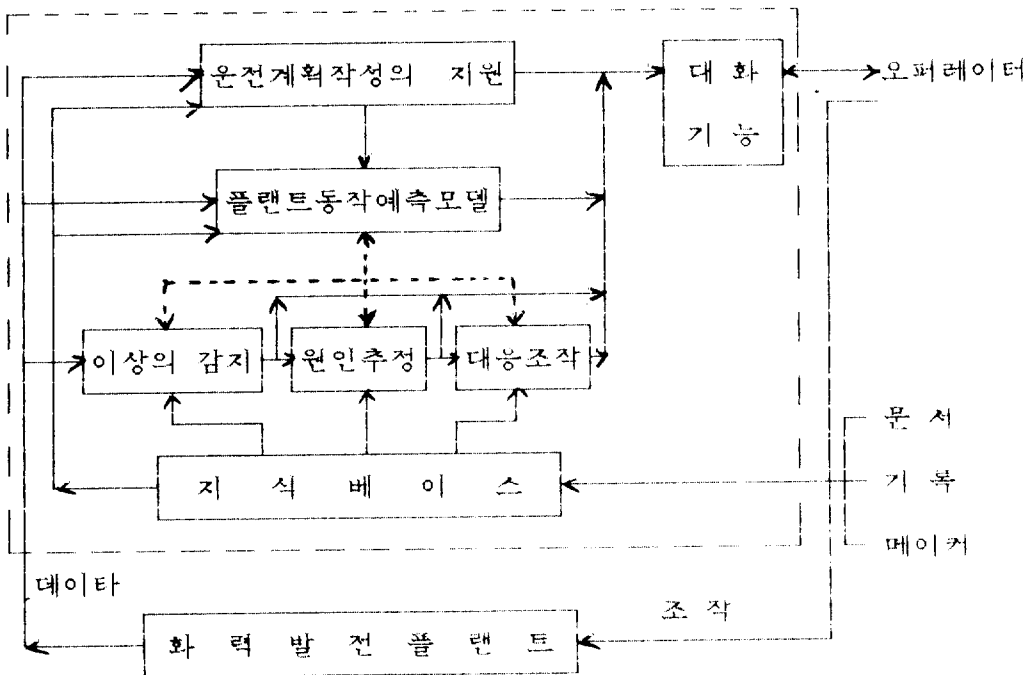 운전계획작성의 지원
대 화
기 능
오퍼레이터
플랜트동작예측모델
이상의 감지
원인추정
대응조작
지 식 베 이 스
문 서
기 록
메이커
데이타
조 작
화 력 발 전 플 랜 트